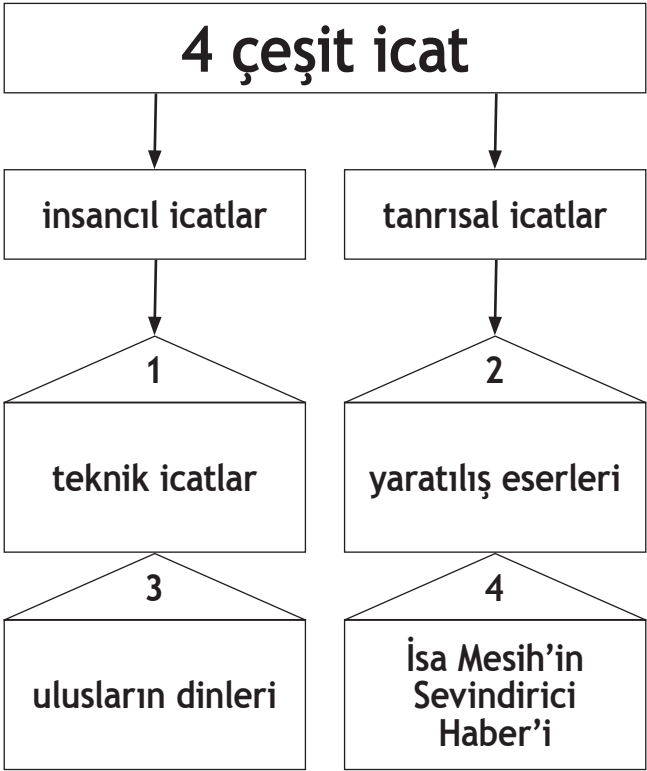 4 çeşit icat
insancıl icatlar
tanrısal icatlar
1
2
teknik icatlar
yaratılış eserleri
3
4
ulusların dinleri
İsa Mesih’in
Sevindirici
Haber’i